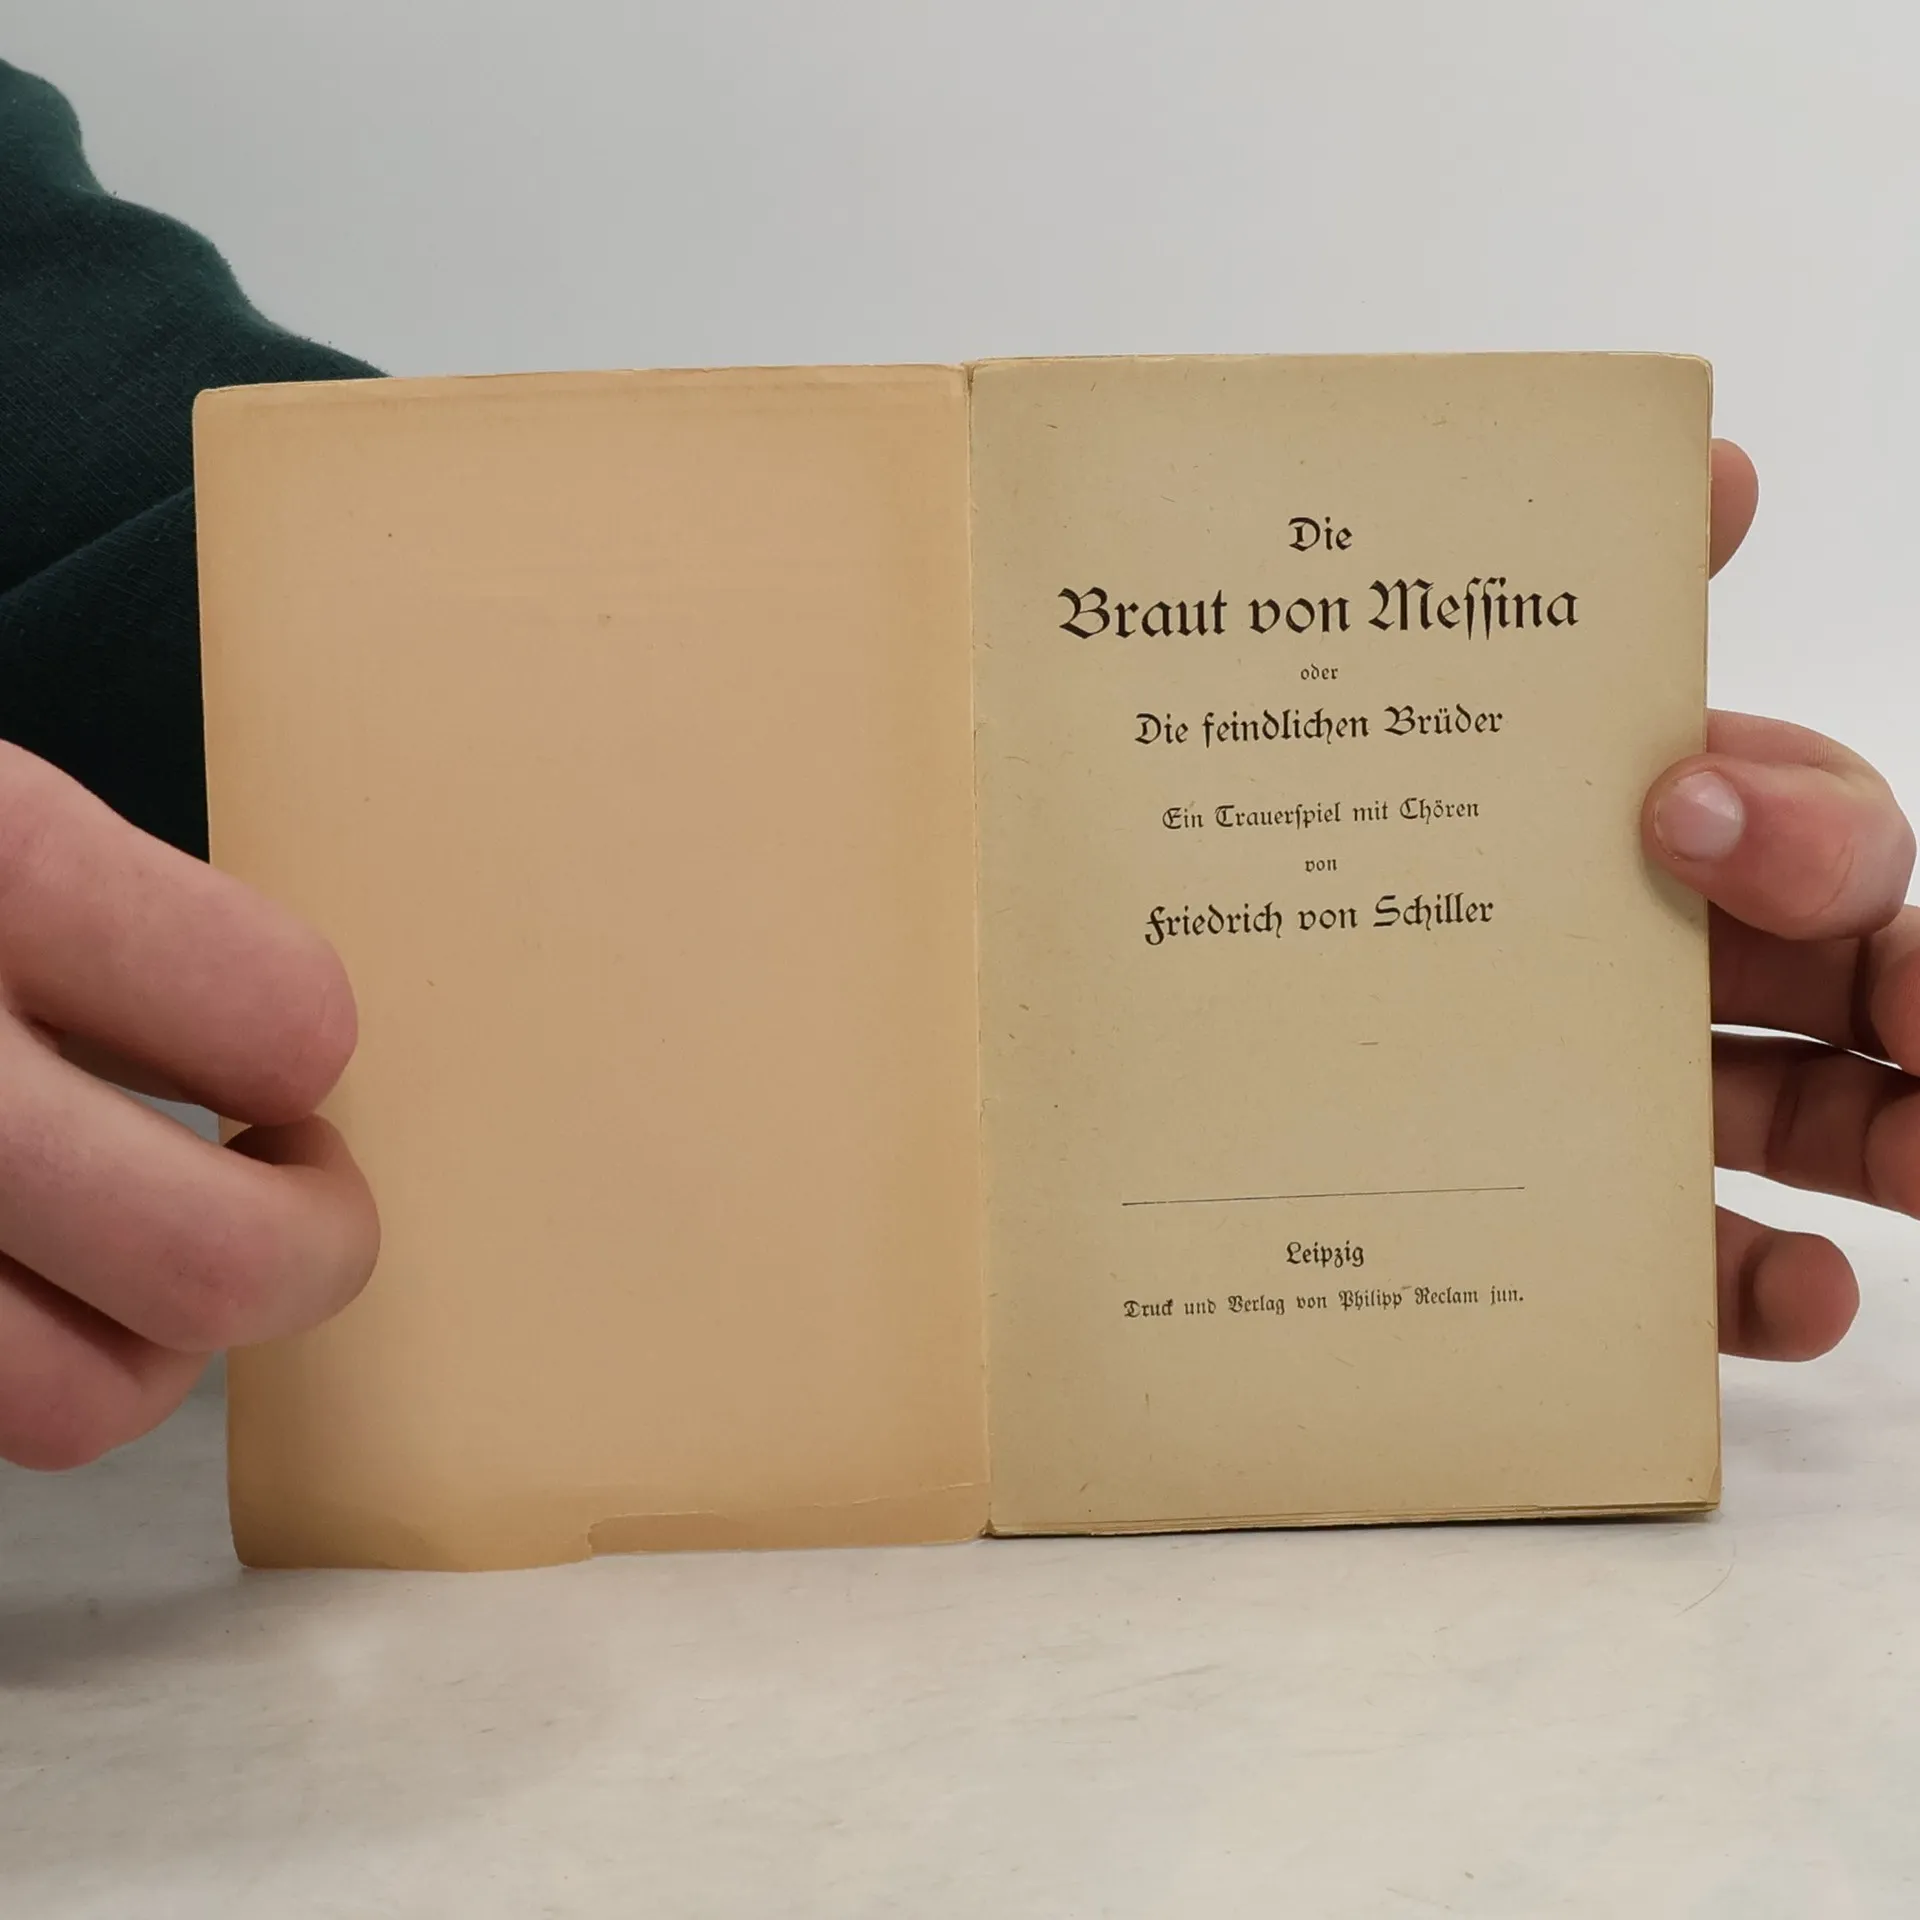 Die
Braut von Meſſina
oder
Die feindlichen Brüder
Ein Trauerſpiel mit Chören
von
Friedrich von Schiller
Leipzig
Druck und Verlag von Philipp Reclam jun.